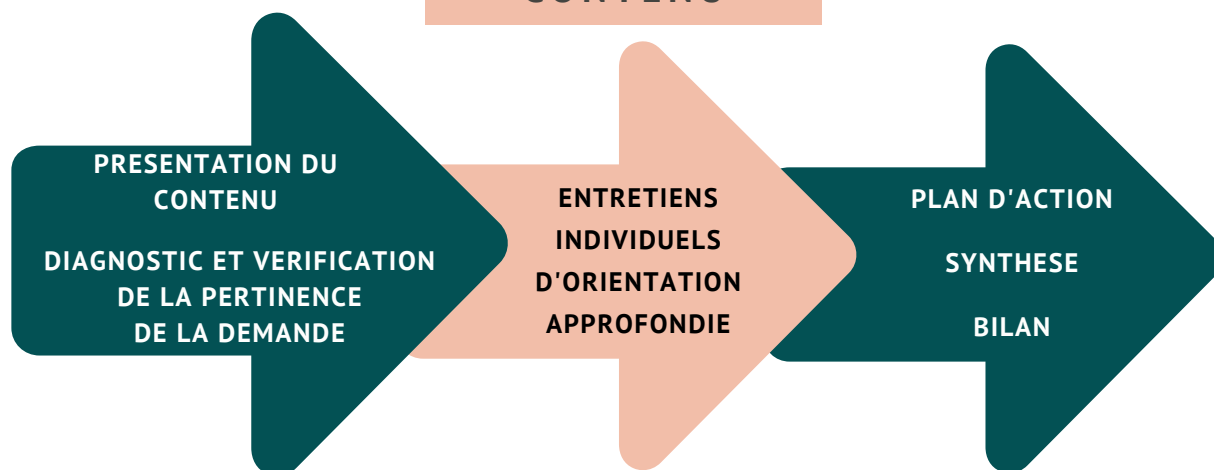 CONTENU
PRESENTATION DU
CONTENU
DIAGNOSTIC ET VERIFICATION
DE LA PERTINENCE
DE LA DEMANDE
ENTRETIENS
INDIVIDUELS
D'ORIENTATION
APPROFONDIE
PLAN D'ACTION
SYNTHESE
BILAN